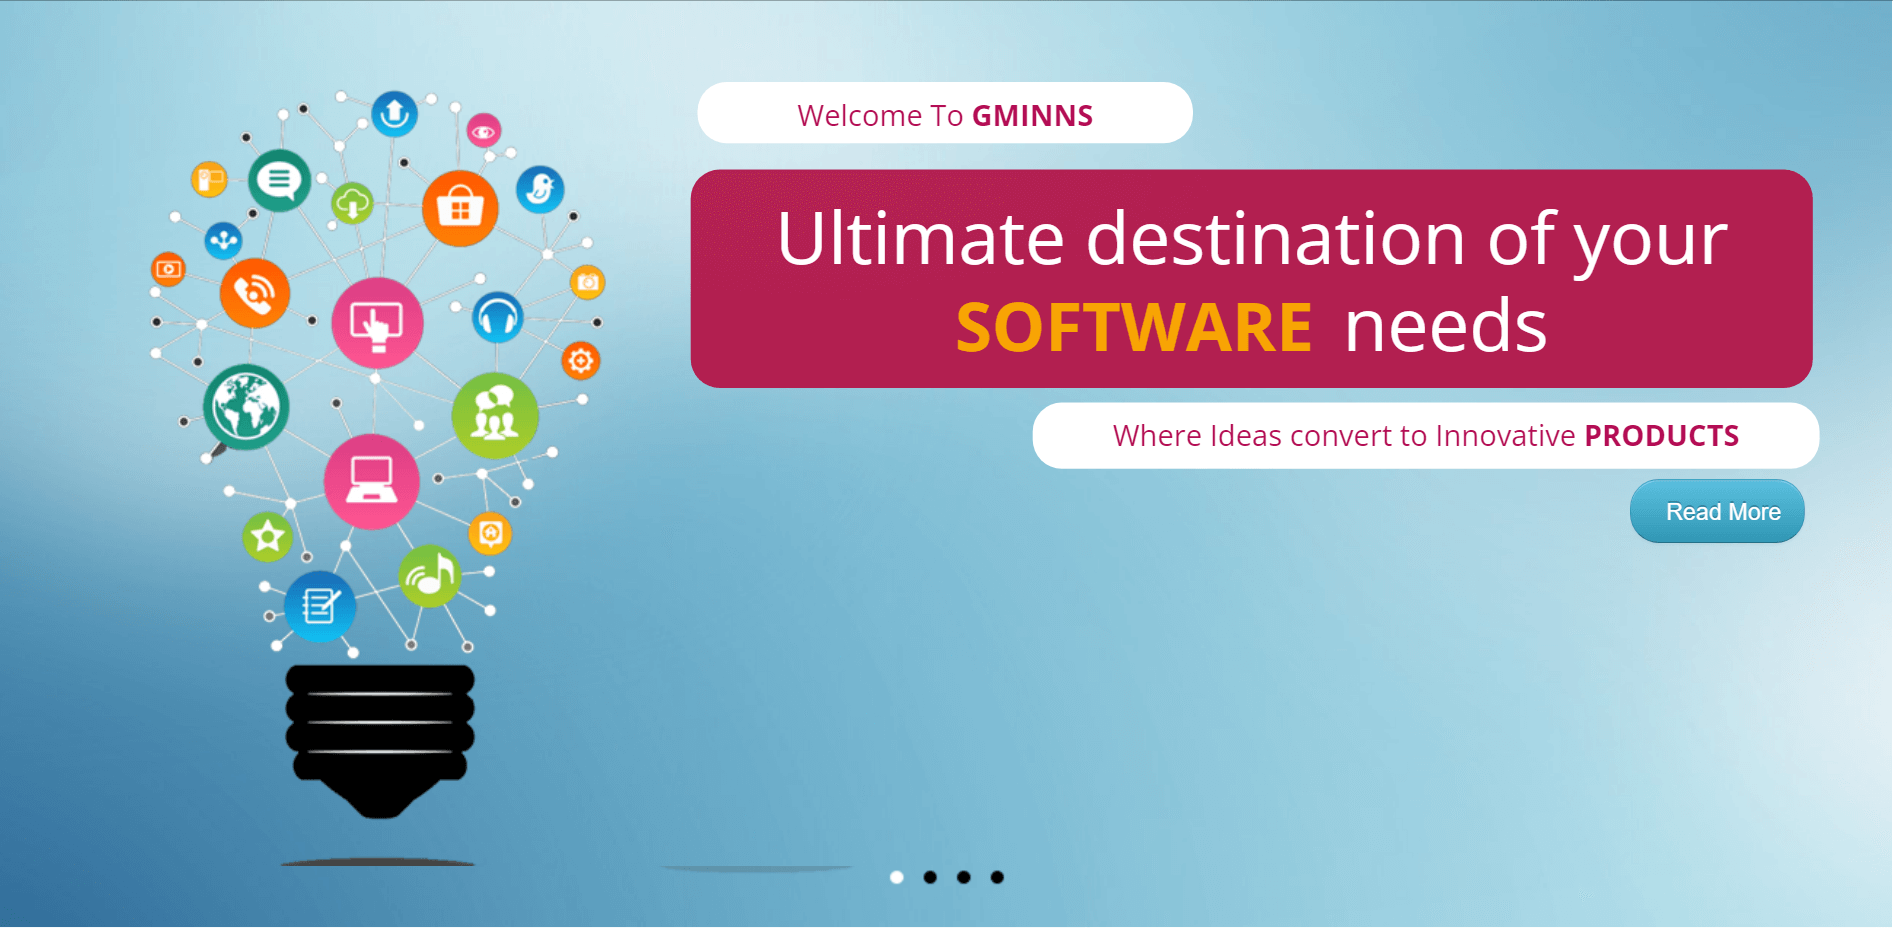 Welcome To GMINNS
Ultimate destination of your
SOFTWARE needs
Where Ideas convert to Innovative PRODUCTS
Read More